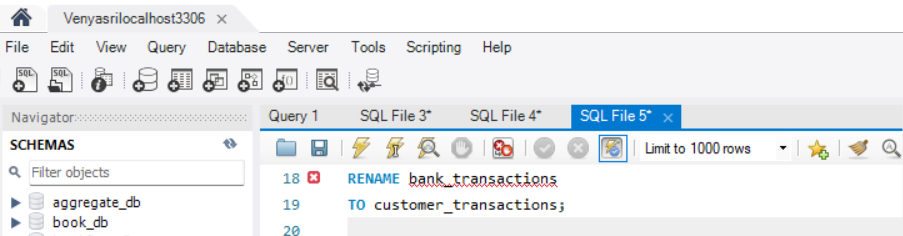 Venyasrilocalhost3306 ×
File Edit View Query Database Server Tools Scripting Help
SQL SQL
Navigator
Query 1 SQL File 3* SQL File 4* SQL File 5* ×
SCHEMAS
Limit to 1000 rows
Filter objects
18 RENAME bank_transactions
aggregate_db
19 TO customer_transactions;
book_db
20